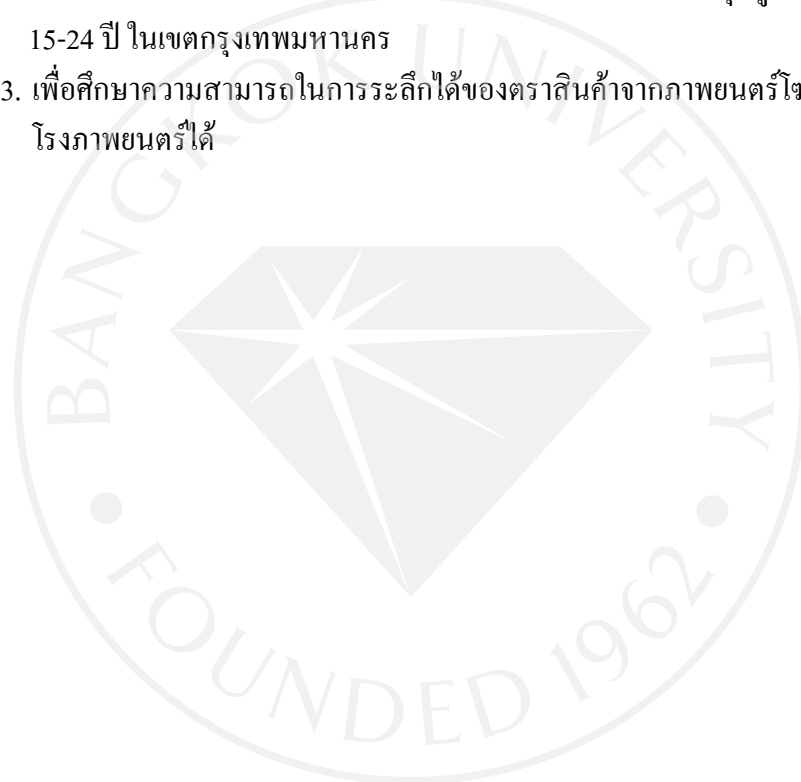 15-24 ปี ในเขตกรุงเทพมหานคร
3. เพื่อศึกษาความสามารถในการระลึกได้ของตราสินค้าจากภาพยนตร์โฆ
โรงภาพยนตร์ได้
BANGKOK UNIVERSITY
FOUNDED 1962